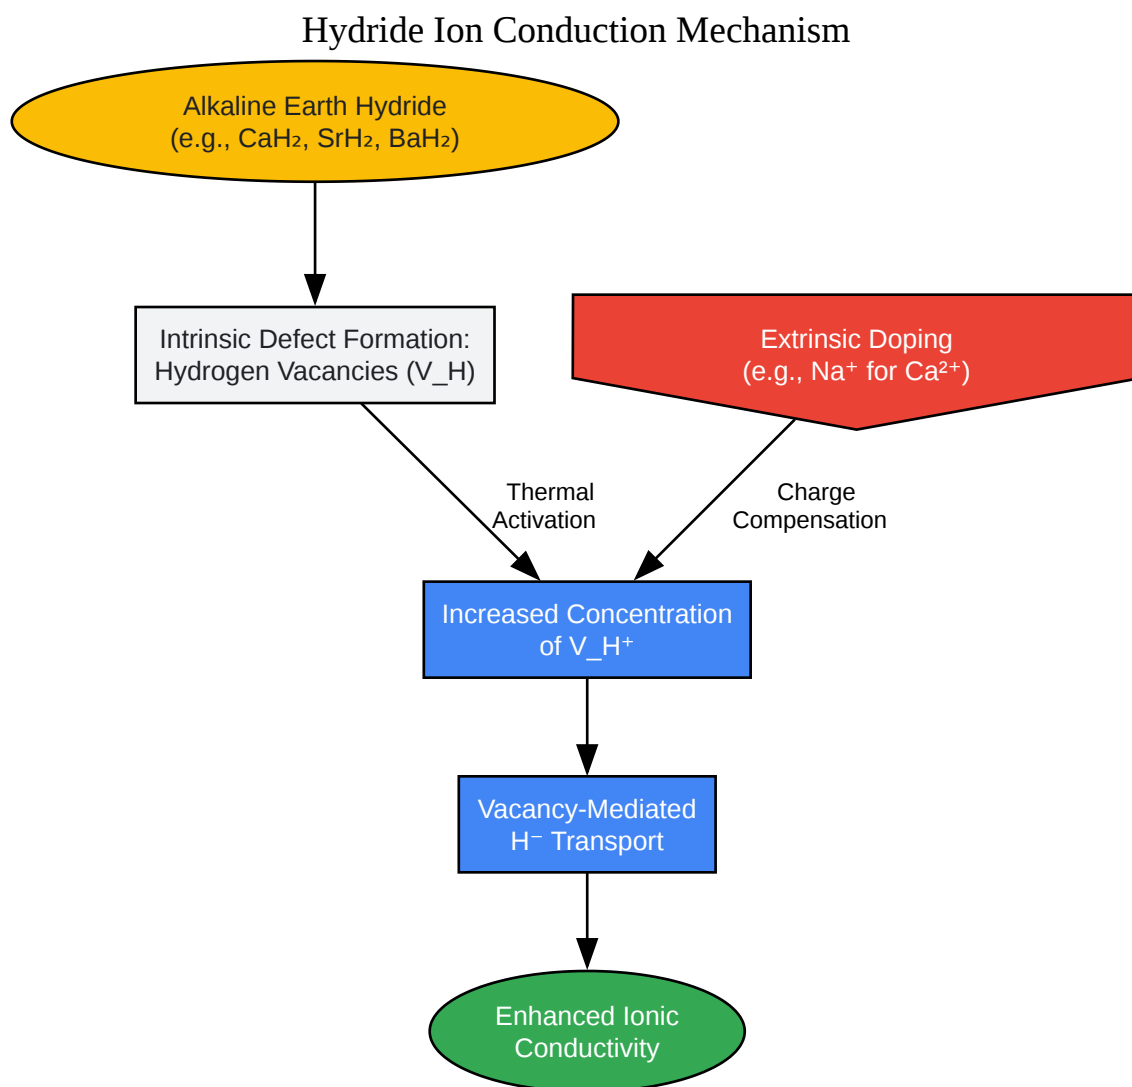 Hydride Ion Conduction Mechanism
Alkaline Earth Hydride
(e.g., CaH₂, SrH₂, BaH₂)
Intrinsic Defect Formation:
Hydrogen Vacancies (V_H)
Extrinsic Doping
(e.g., Na⁺ for Ca²⁺)
Thermal
Activation
Charge
Compensation
Increased Concentration
of V_H⁺
Vacancy-Mediated
H⁻ Transport
Enhanced Ionic
Conductivity